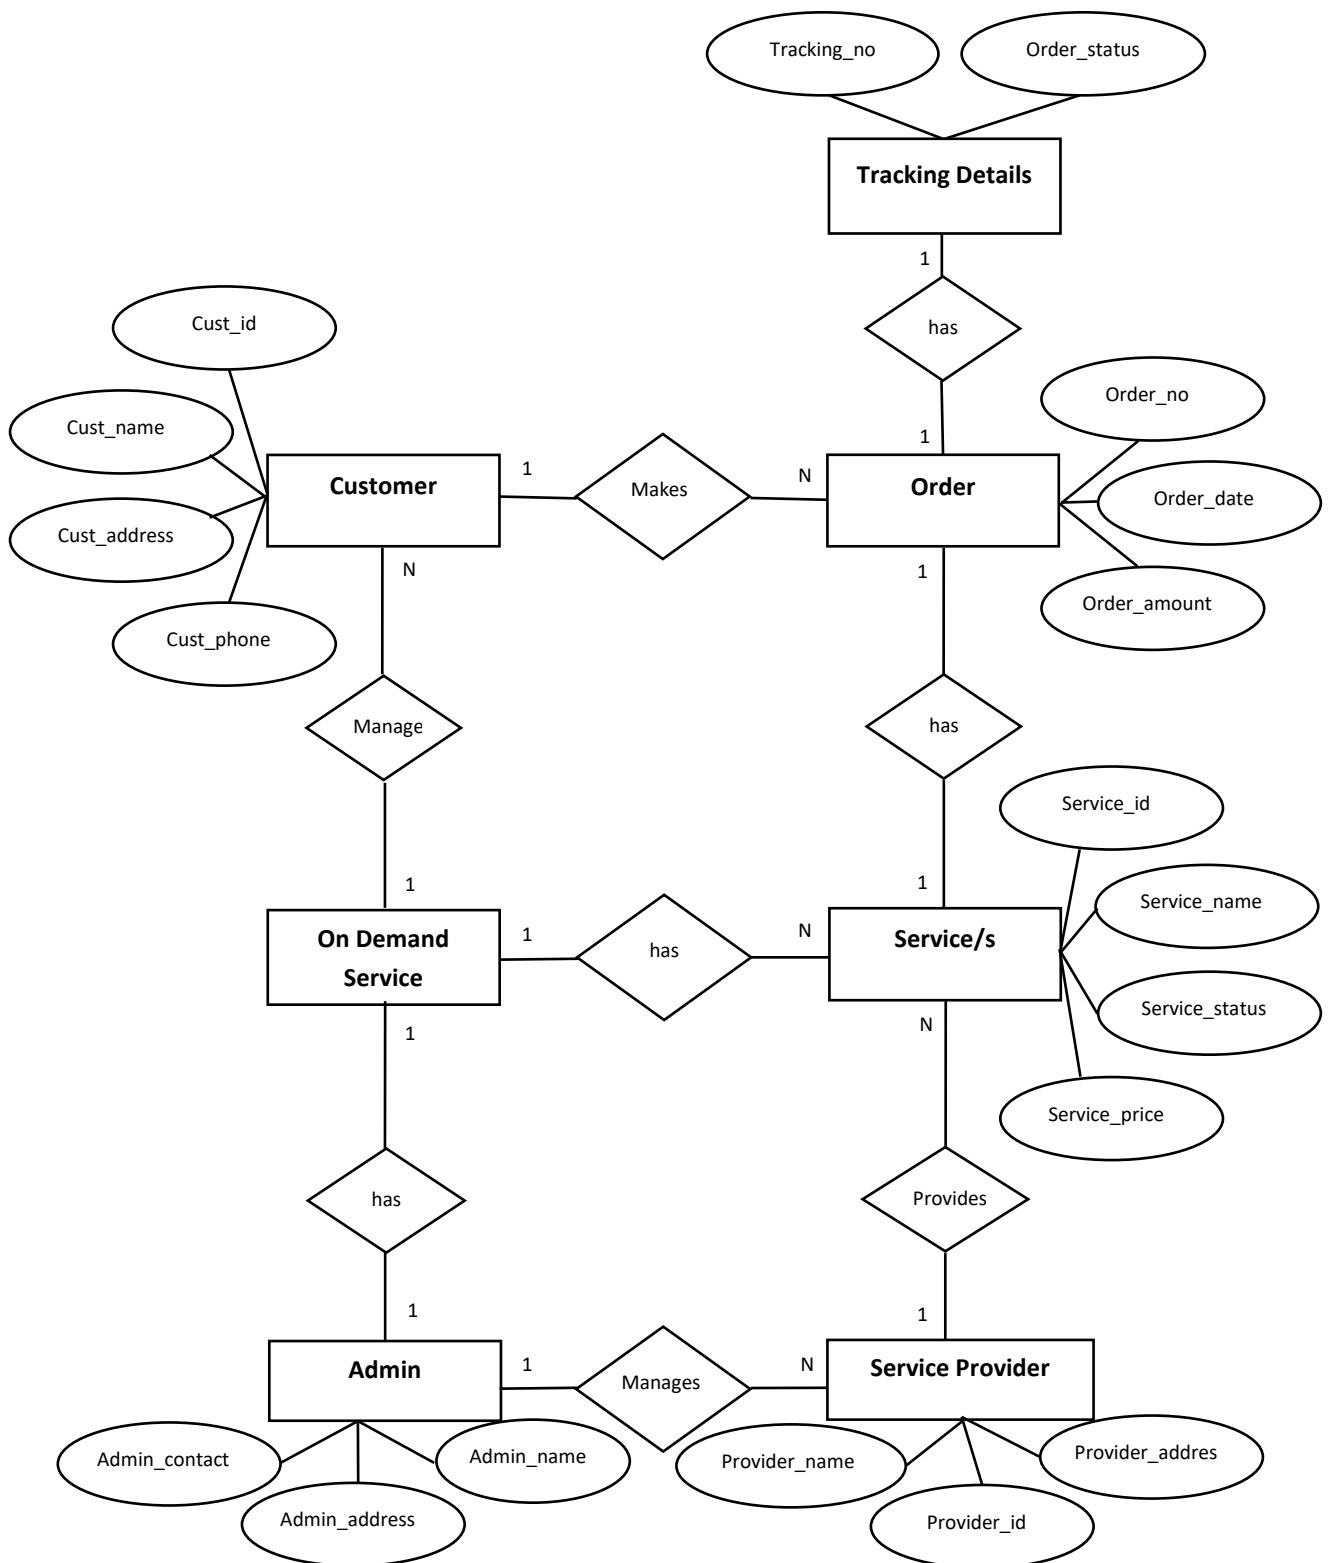 Tracking_no
Order_status
Tracking Details
1
has
1
Cust_id
Cust_name
Cust_address
Cust_phone
Customer
1
Makes
N
Order
Order_no
Order_date
Order_amount
N
1
Manage
has
1
1
On Demand
Service
1
has
N
Service/s
Service_id
Service_name
Service_status
Service_price
1
N
has
Provides
1
1
Admin
1
Manages
N
Service Provider
Admin_contact
Admin_address
Admin_name
Provider_name
Provider_id
Provider_addres